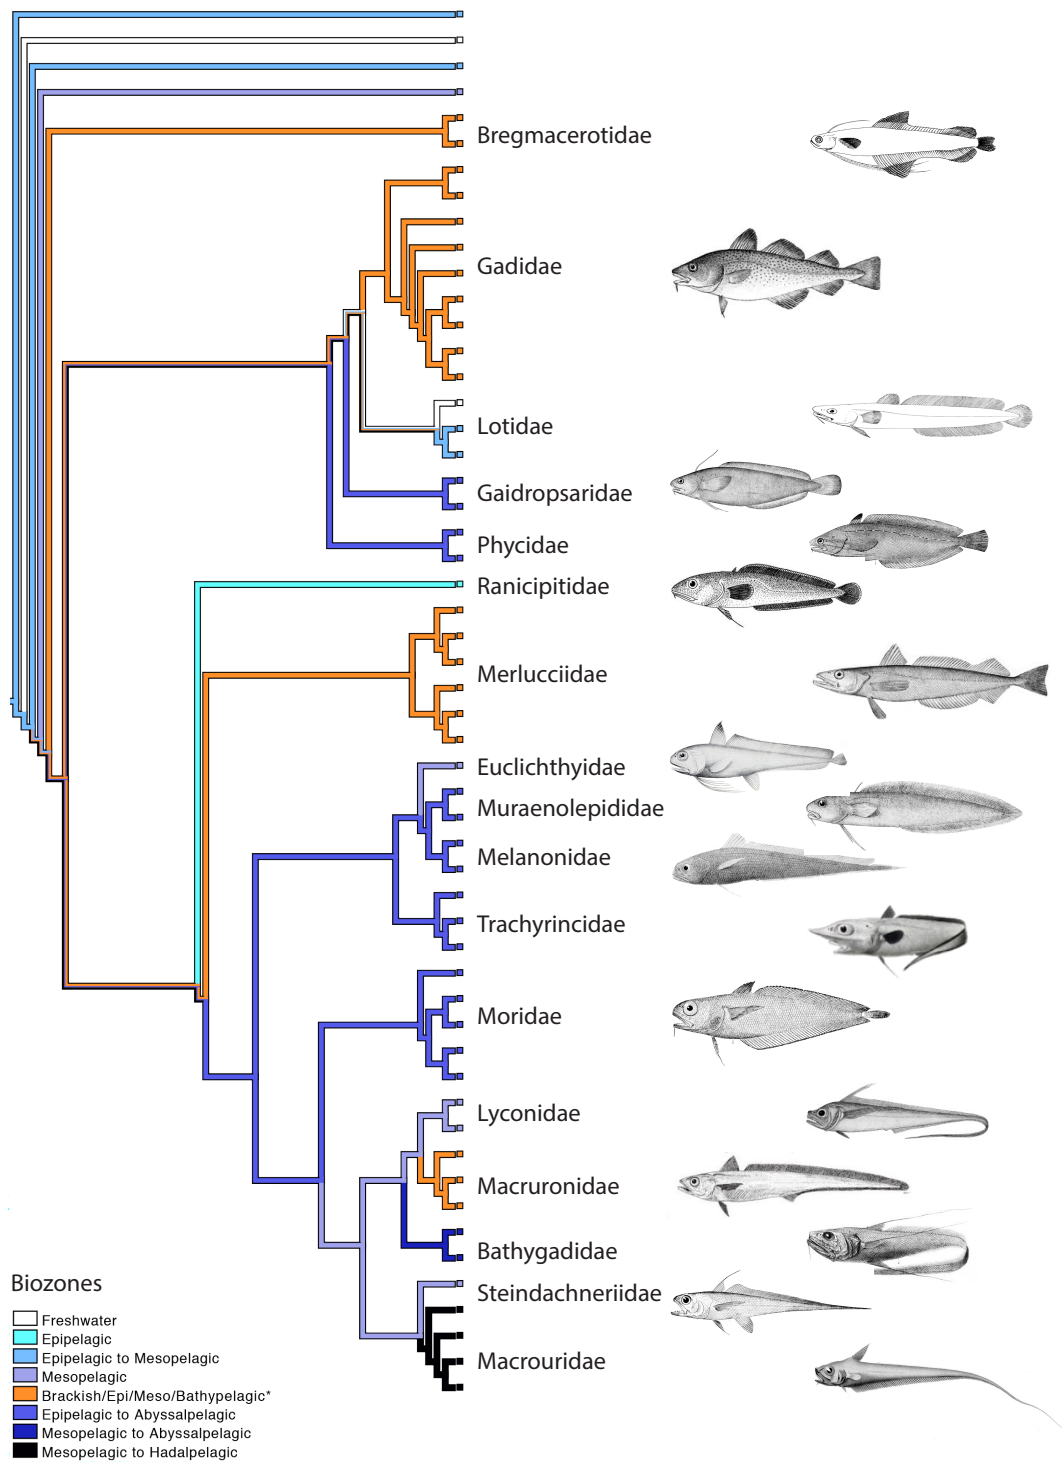 Bregmacerotidae
Gadidae
Lotidae
Gaidropsaridae
Phycidae
Ranicipitidae
Merlucciidae
Euclichthyidae
Muraenolepididae
Melanonidae
Trachyrincidae
Moridae
Lyconidae
Macruronidae
Bathygadidae
Steindachneriidae
Macrouridae
Biozones
Freshwater
Epipelagic
Epipelagic to Mesopelagic
Mesopelagic
Brackish/Epi/Meso/Bathypelagic*
Epipelagic to Abyssalpelagic
Mesopelagic to Abyssalpelagic
Mesopelagic to Hadalpelagic